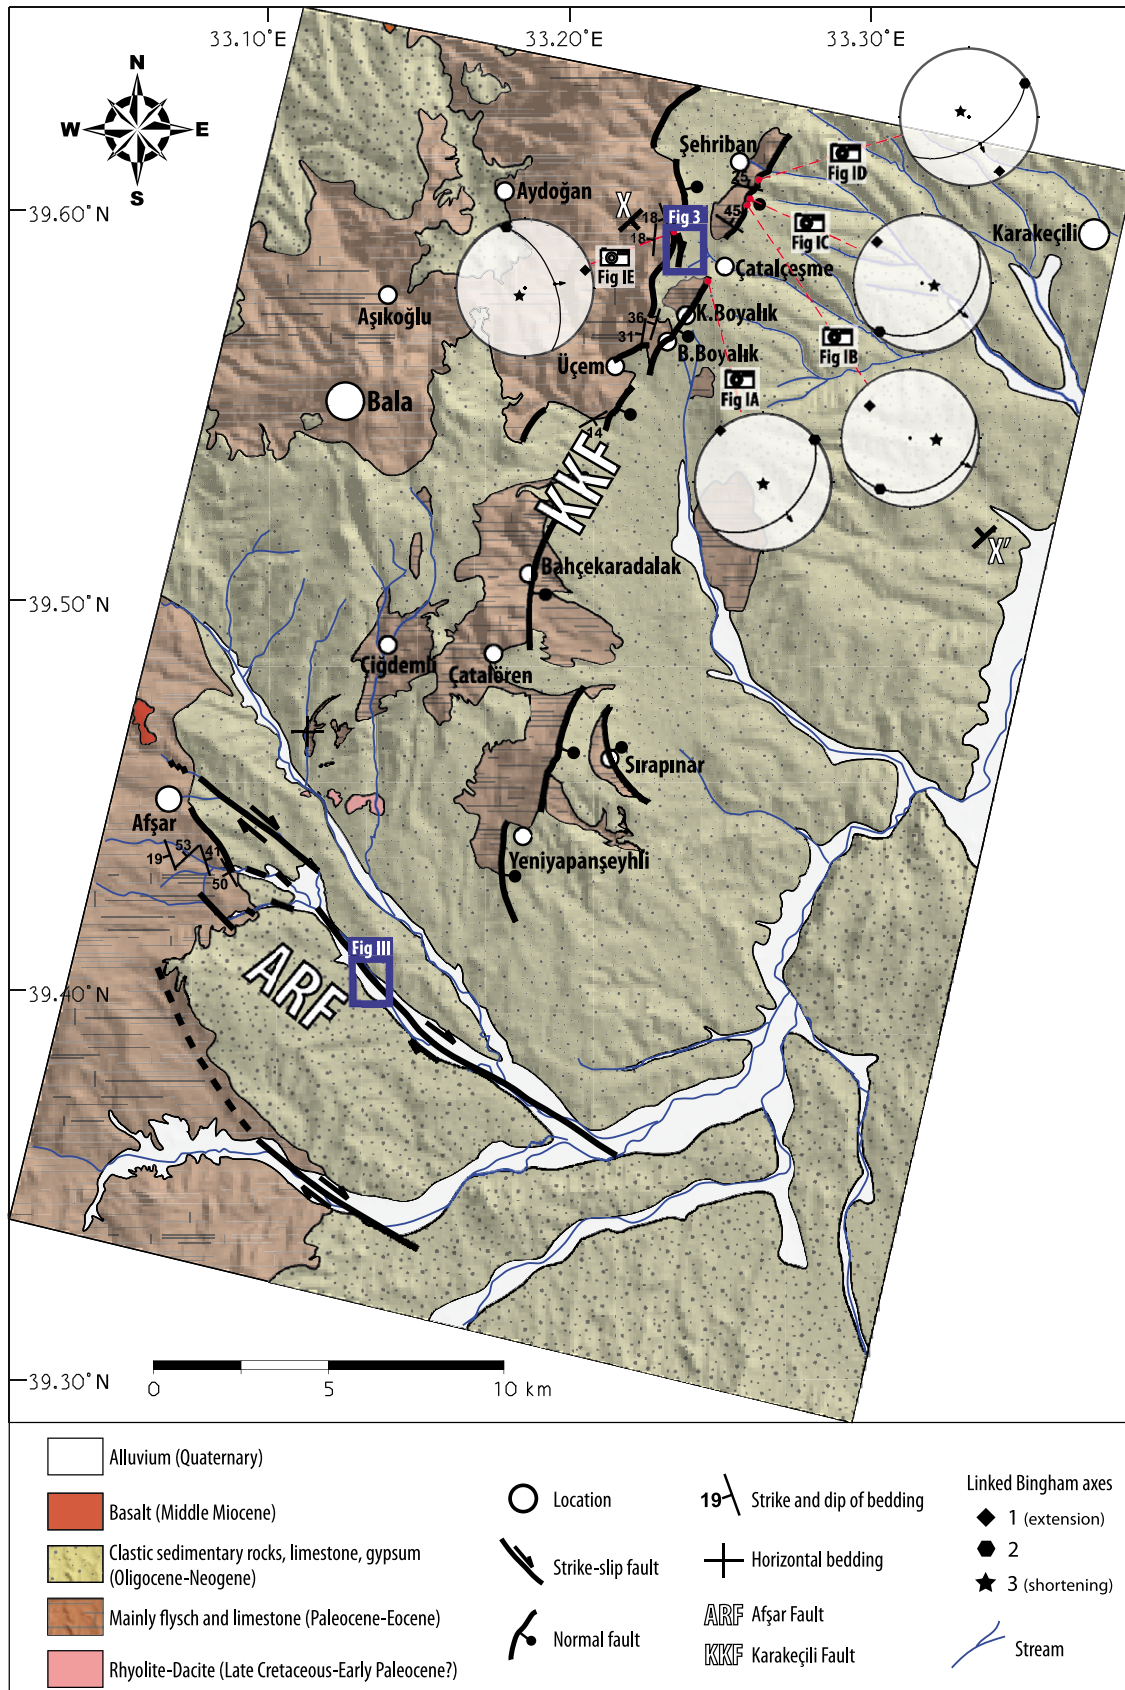 33.10°E
33.20°E
33.30°E
N
W
E
S
39.60°N
39.50°N
39.40°N
39.30°N
Şehriban
25
Fig ID
Aydoğan
X
18
18
Fig 3
45
Fig IC
Karakeçili
Fig IE
Çatalçeşme
Aşıkoğlu
36
31
K.Boyalık
B.Boyalık
Fig IB
Üçem
Fig IA
Bala
14
KKF
X'
Bahçekaradalak
Çiğdemli
Çatalören
Sırapınar
Afşar
19
53
41
50
Yeniyapanşeyhli
Fig III
ARF
0
5
10 km
Alluvium (Quaternary)
Basalt (Middle Miocene)
Clastic sedimentary rocks, limestone, gypsum
(Oligocene-Neogene)
Mainly flysch and limestone (Paleocene-Eocene)
Rhyolite-Dacite (Late Cretaceous-Early Paleocene?)
Location
Strike-slip fault
Normal fault
19
Strike and dip of bedding
Horizontal bedding
ARF Afşar Fault
KKF Karakeçili Fault
Linked Bingham axes
1 (extension)
2
3 (shortening)
Stream